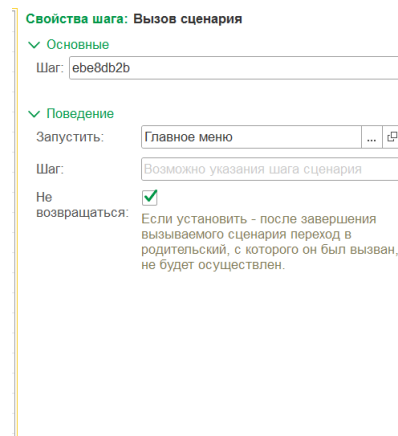 Свойства шага: Вызов сценария
Основные
Шаг: ebe8db2b
Поведение
Запустить: Главное меню ...
Шаг: Возможно указания шага сценария
Не
возвращаться:
Если установить - после завершения
вызываемого сценария переход в
родительский, с которого он был вызван,
не будет осуществлен.